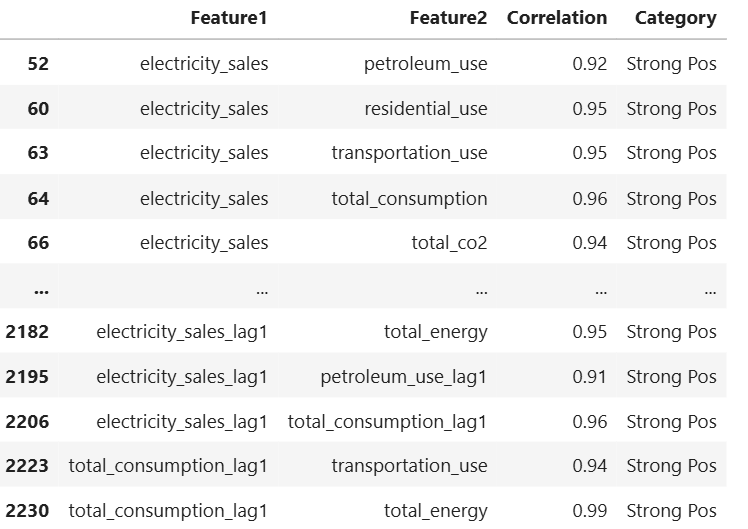 Feature1 Feature2 Correlation Category
52 electricity_sales petroleum_use 0.92 Strong Pos
60 electricity_sales residential_use 0.95 Strong Pos
63 electricity_sales transportation_use 0.95 Strong Pos
64 electricity_sales total_consumption 0.96 Strong Pos
66 electricity_sales total_co2 0.94 Strong Pos
... ... ... ... ...
2182 electricity_sales_lag1 total_energy 0.95 Strong Pos
2195 electricity_sales_lag1 petroleum_use_lag1 0.91 Strong Pos
2206 electricity_sales_lag1 total_consumption_lag1 0.96 Strong Pos
2223 total_consumption_lag1 transportation_use 0.94 Strong Pos
2230 total_consumption_lag1 total_energy 0.99 Strong Pos